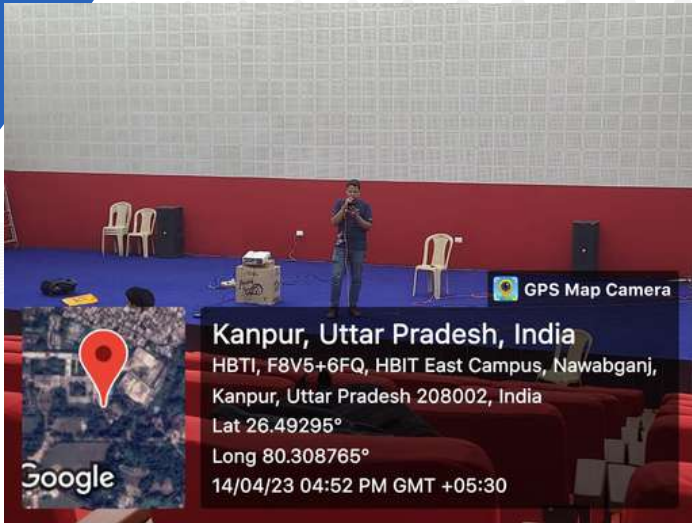 GPS Map Camera
Kanpur, Uttar Pradesh, India
HBTI, F8V5+6FQ, HBIT East Campus, Nawabganj,
Kanpur, Uttar Pradesh 208002, India
Lat 26.49295°
Long 80.308765°
14/04/23 04:52 PM GMT +05:30
Google